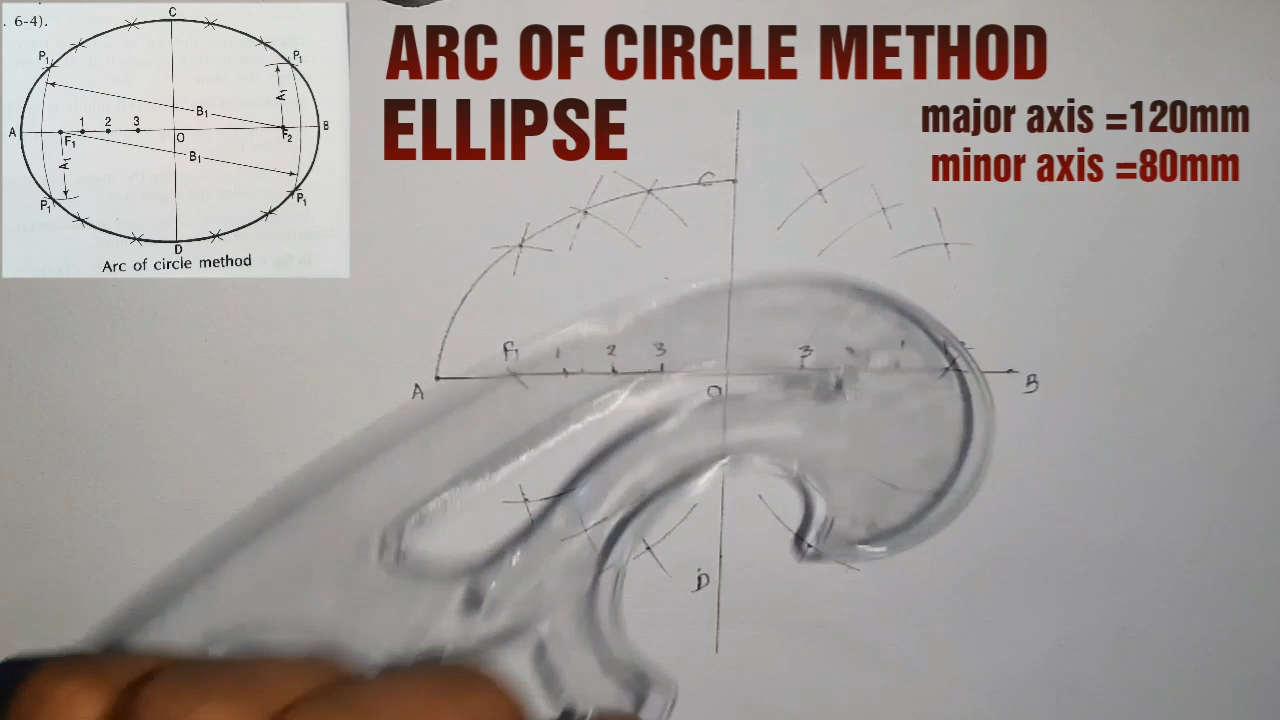 . 6-4).
C
P₁
P₁
B₁
A₁
A
1
2
3
F₁
O
F₂
B
B₁
A₁
P₁
P₁
D
Arc of circle method
ARC OF CIRCLE METHOD
ELLIPSE
major axis =120mm
minor axis =80mm
C
F₁
1
2
3
3
A
O
B
D